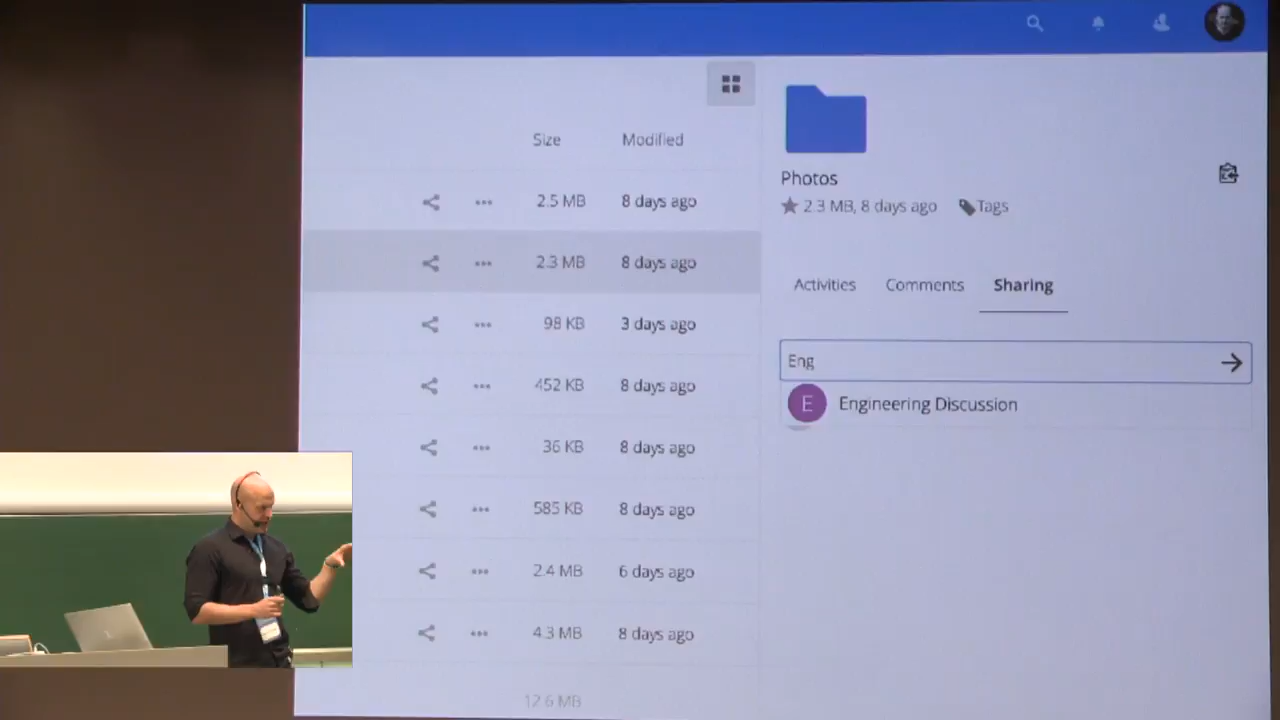 Size Modified
2.5 MB 8 days ago
2.3 MB 8 days ago
98 KB 3 days ago
452 KB 8 days ago
36 KB 8 days ago
585 KB 8 days ago
2.4 MB 6 days ago
4.3 MB 8 days ago
12.6 MB
Photos
2.3 MB, 8 days ago Tags
Activities Comments Sharing
Eng
E Engineering Discussion